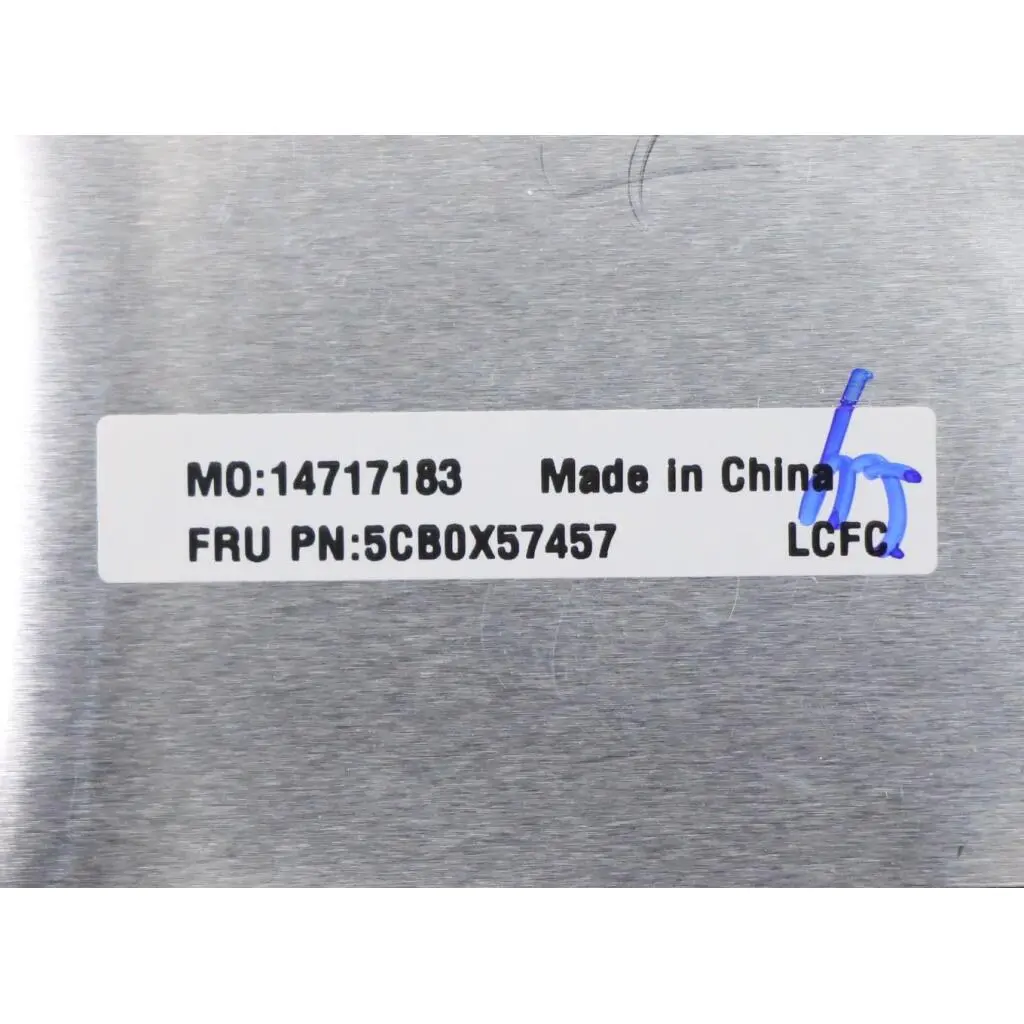 MO:14717183 Made in China
FRU PN:5CB0X57457 LCFC